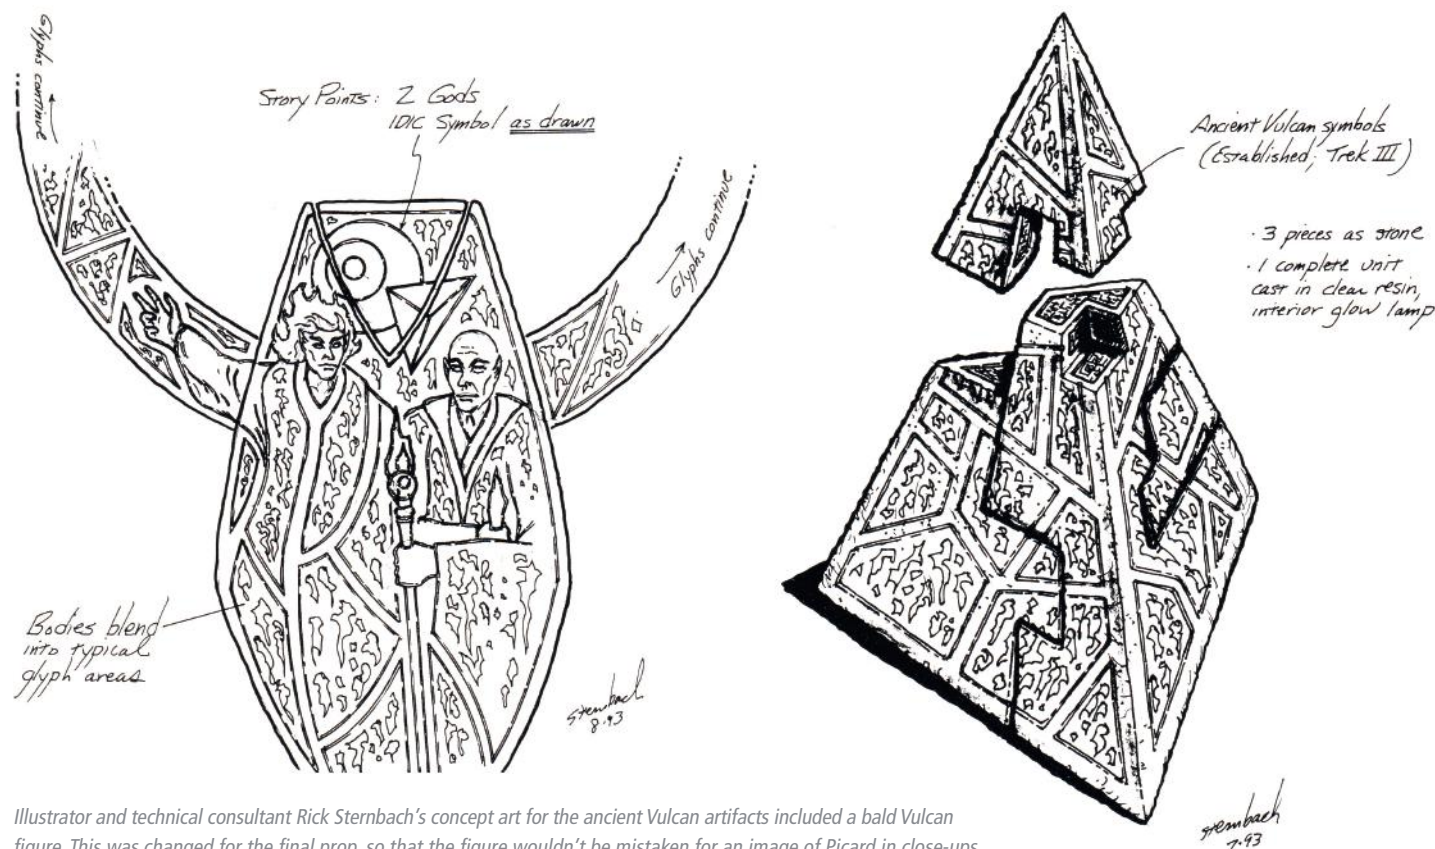 Glyphs continue
Story Points: 2 Gods
IDIC Symbol as drawn
Glyphs continue
Bodies blend
into typical
glyph areas
Sternbach
8.93
Ancient Vulcan symbols
(Established; Trek III)
· 3 pieces as stone
· 1 complete unit
cast in clear resin,
interior glow lamp
Sternbach
7.93
Illustrator and technical consultant Rick Sternbach's concept art for the ancient Vulcan artifacts included a bald Vulcan
figure. This was changed for the final prop, so that the figure wouldn't be mistaken for an image of Picard in close-ups.